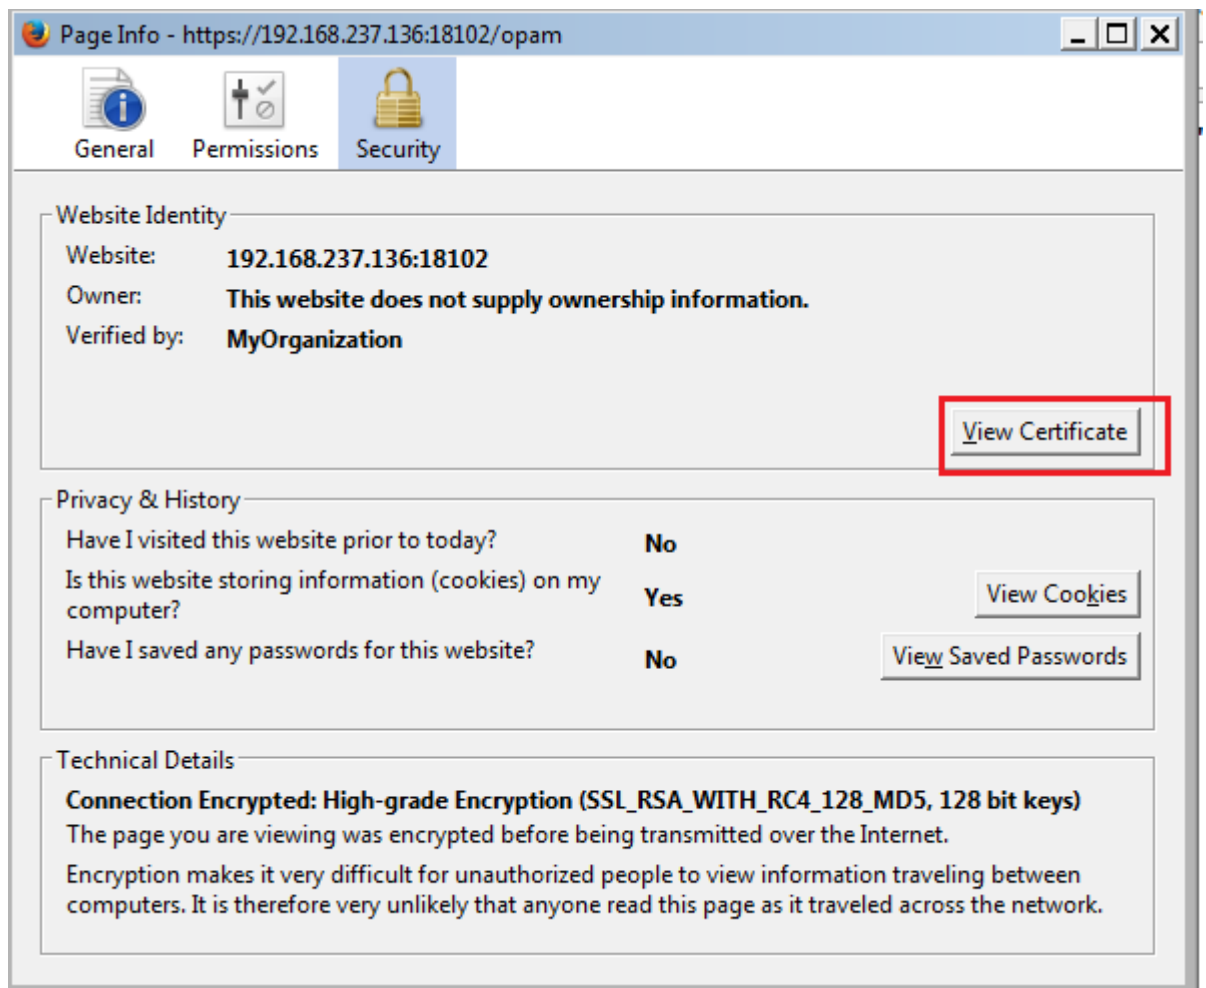 Page Info - https://192.168.237.136:18102/opam
General Permissions Security
Website Identity
Website: 192.168.237.136:18102
Owner: This website does not supply ownership information.
Verified by: MyOrganization
View Certificate
Privacy & History
Have I visited this website prior to today? No
Is this website storing information (cookies) on my
computer? Yes View Cookies
Have I saved any passwords for this website? No View Saved Passwords
Technical Details
Connection Encrypted: High-grade Encryption (SSL_RSA_WITH_RC4_128_MD5, 128 bit keys)
The page you are viewing was encrypted before being transmitted over the Internet.
Encryption makes it very difficult for unauthorized people to view information traveling between
computers. It is therefore very unlikely that anyone read this page as it traveled across the network.